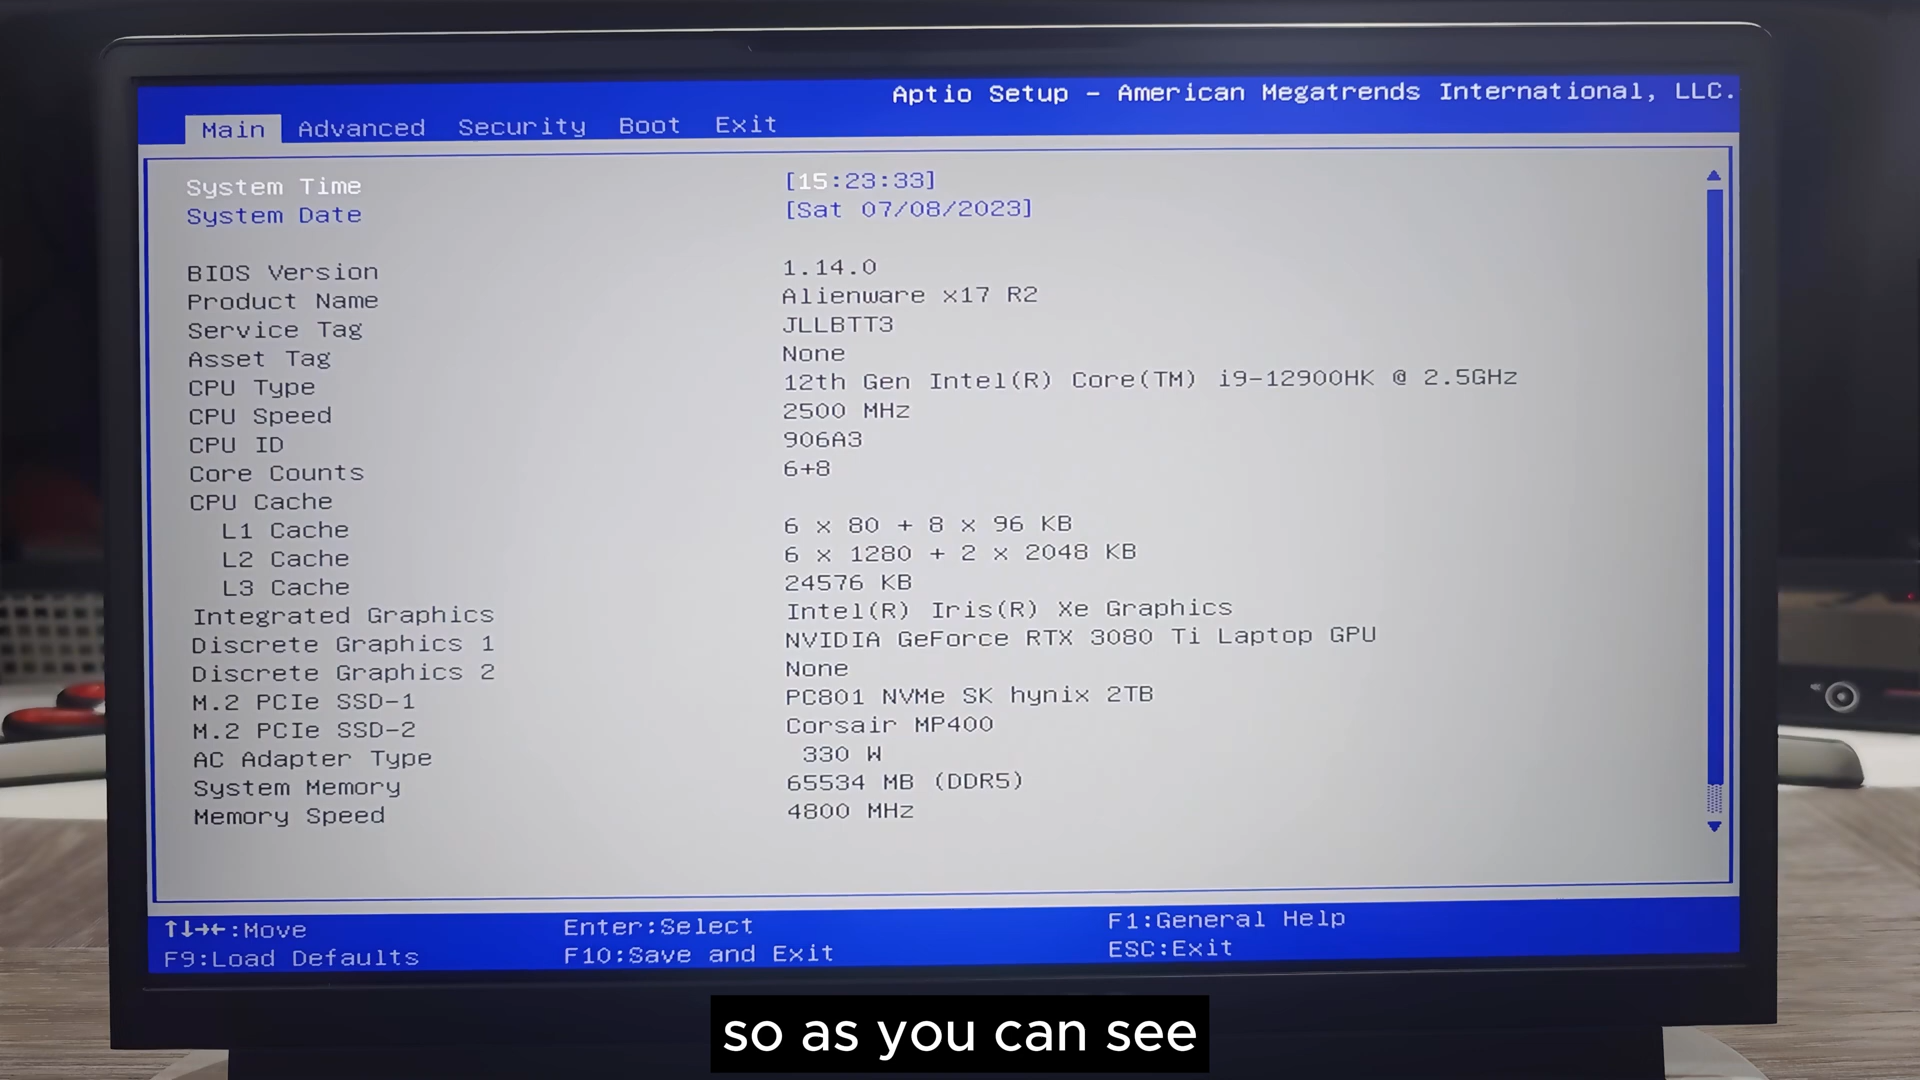 Aptio Setup - American Megatrends International, LLC.
Main Advanced Security Boot Exit
System Time [15:23:33]
System Date [Sat 07/08/2023]
BIOS Version 1.14.0
Product Name Alienware x17 R2
Service Tag JLLBTT3
Asset Tag None
CPU Type 12th Gen Intel(R) Core(TM) i9-12900HK @ 2.5GHz
CPU Speed 2500 MHz
CPU ID 906A3
Core Counts 6+8
CPU Cache
L1 Cache 6 x 80 + 8 x 96 KB
L2 Cache 6 x 1280 + 2 x 2048 KB
L3 Cache 24576 KB
Integrated Graphics Intel(R) Iris(R) Xe Graphics
Discrete Graphics 1 NVIDIA GeForce RTX 3080 Ti Laptop GPU
Discrete Graphics 2 None
M.2 PCIe SSD-1 PC801 NVMe SK hynix 2TB
M.2 PCIe SSD-2 Corsair MP400
AC Adapter Type 330 W
System Memory 65534 MB (DDR5)
Memory Speed 4800 MHz
↑↓→←:Move Enter:Select F1:General Help
F9:Load Defaults F10:Save and Exit ESC:Exit
so as you can see